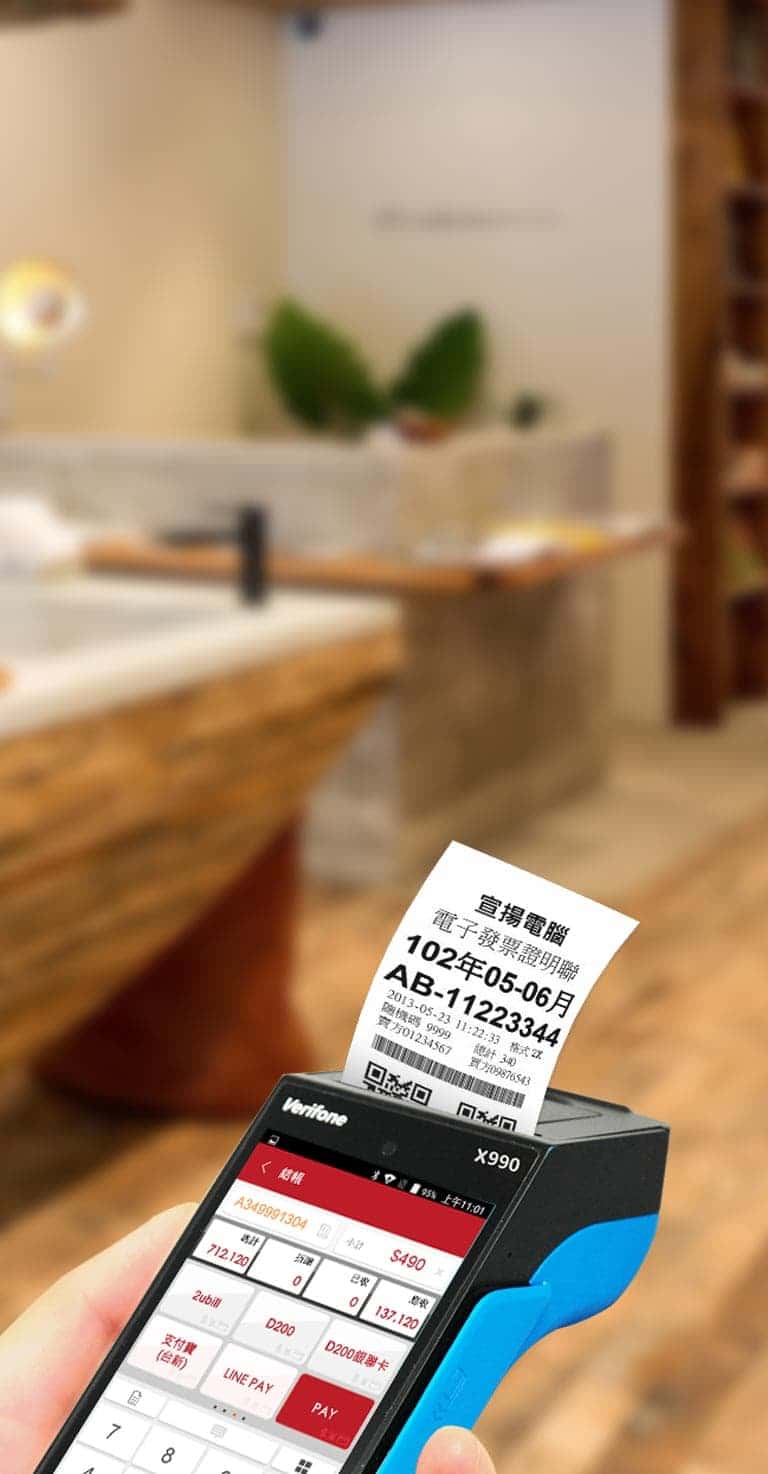 宣揚電腦
電子發票證明聯
102年05-06月
AB-11223344
2013-05-23 11:22:33 格式 2X
隨機碼 9999 總計 340
賣方01234567 買方09876543
Verifone
X990
95% 上午11:01
結帳
A349991304 小計 $490
總計 折讓 已收 應收
712.120 0 0 137.120
2ubill D200 D200銀聯卡
支付寶
(台新) LINE PAY PAY
7 8